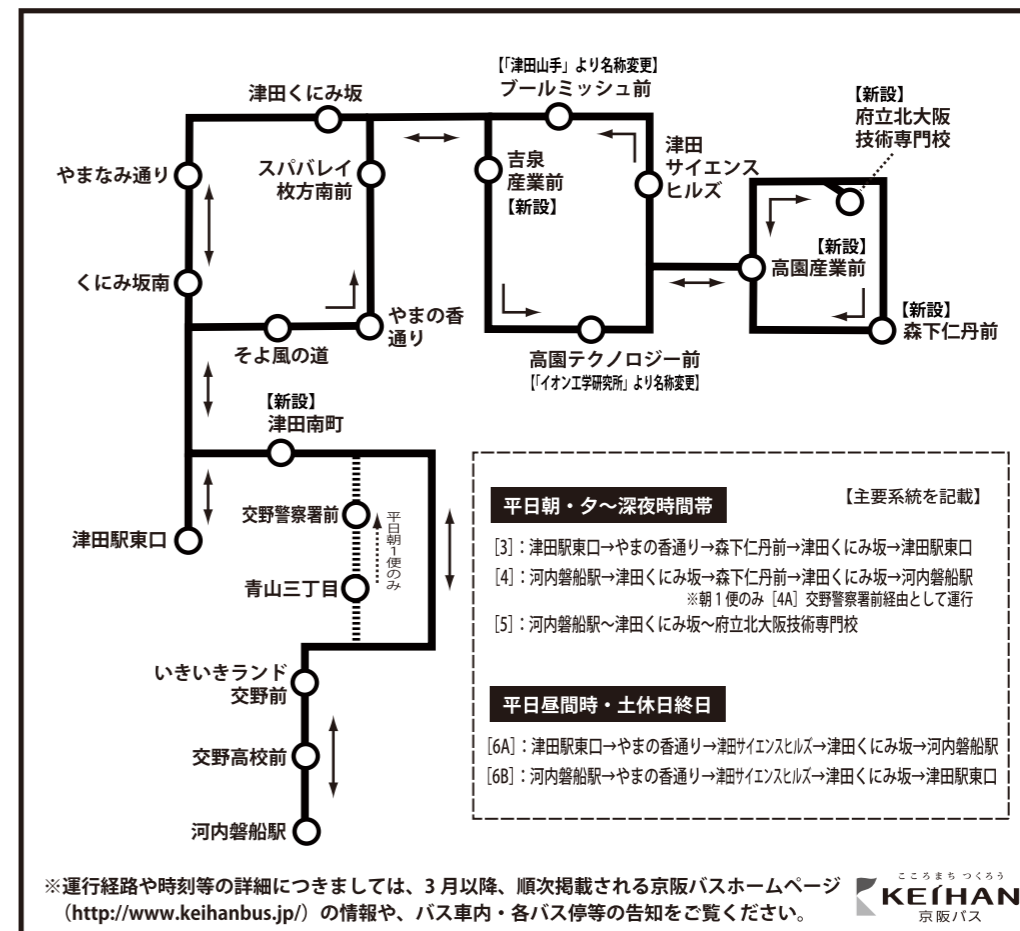 【「津田山手」より名称変更】
ブールミッシュ前
津田くにみ坂
【新設】
府立北大阪
技術専門校
やまなみ通り
スパバレイ
枚方南前
吉泉
産業前
【新設】
津田
サイエンス
ヒルズ
【新設】
高園産業前
くにみ坂南
やまの香
通り
そよ風の道
高園テクノロジー前
【「イオン工学研究所」より名称変更】
【新設】
森下仁丹前
【新設】
津田南町
交野警察署前
平日朝1便のみ
津田駅東口
青山三丁目
いきいきランド
交野前
交野高校前
河内磐船駅
平日朝・夕～深夜時間帯
【主要系統を記載】
[3]：津田駅東口→やまの香通り→森下仁丹前→津田くにみ坂→津田駅東口
[4]：河内磐船駅→津田くにみ坂→森下仁丹前→津田くにみ坂→河内磐船駅
※朝1便のみ［4A］交野警察署前経由として運行
[5]：河内磐船駅～津田くにみ坂～府立北大阪技術専門校
平日昼間時・土休日終日
[6A]：津田駅東口→やまの香通り→津田サイエンスヒルズ→津田くにみ坂→河内磐船駅
[6B]：河内磐船駅→やまの香通り→津田サイエンスヒルズ→津田くにみ坂→津田駅東口
※運行経路や時刻等の詳細につきましては、3月以降、順次掲載される京阪バスホームページ
（http://www.keihanbus.jp/）の情報や、バス車内・各バス停等の告知をご覧ください。
こころまち つくろう
KEIHAN
京阪バス